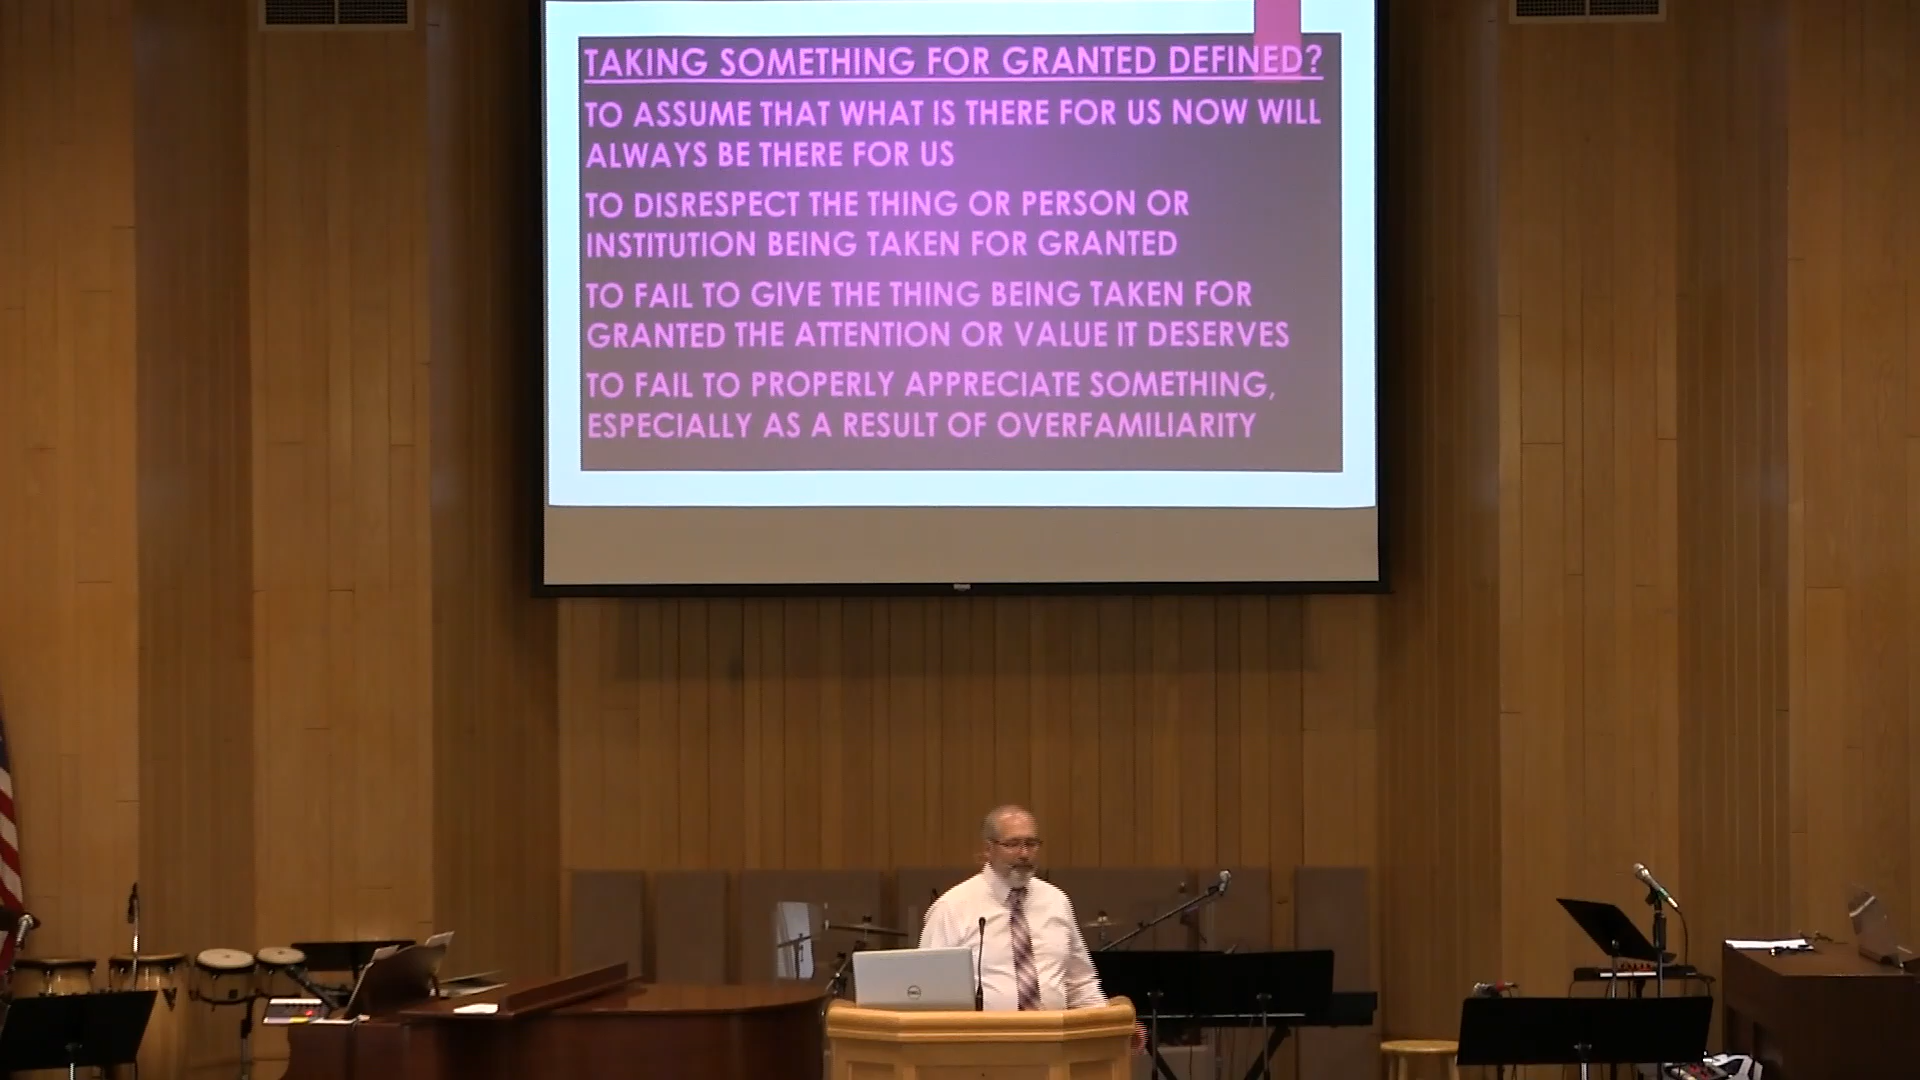 TAKING SOMETHING FOR GRANTED DEFINED?
TO ASSUME THAT WHAT IS THERE FOR US NOW WILL
ALWAYS BE THERE FOR US
TO DISRESPECT THE THING OR PERSON OR
INSTITUTION BEING TAKEN FOR GRANTED
TO FAIL TO GIVE THE THING BEING TAKEN FOR
GRANTED THE ATTENTION OR VALUE IT DESERVES
TO FAIL TO PROPERLY APPRECIATE SOMETHING,
ESPECIALLY AS A RESULT OF OVERFAMILIARITY
DELL